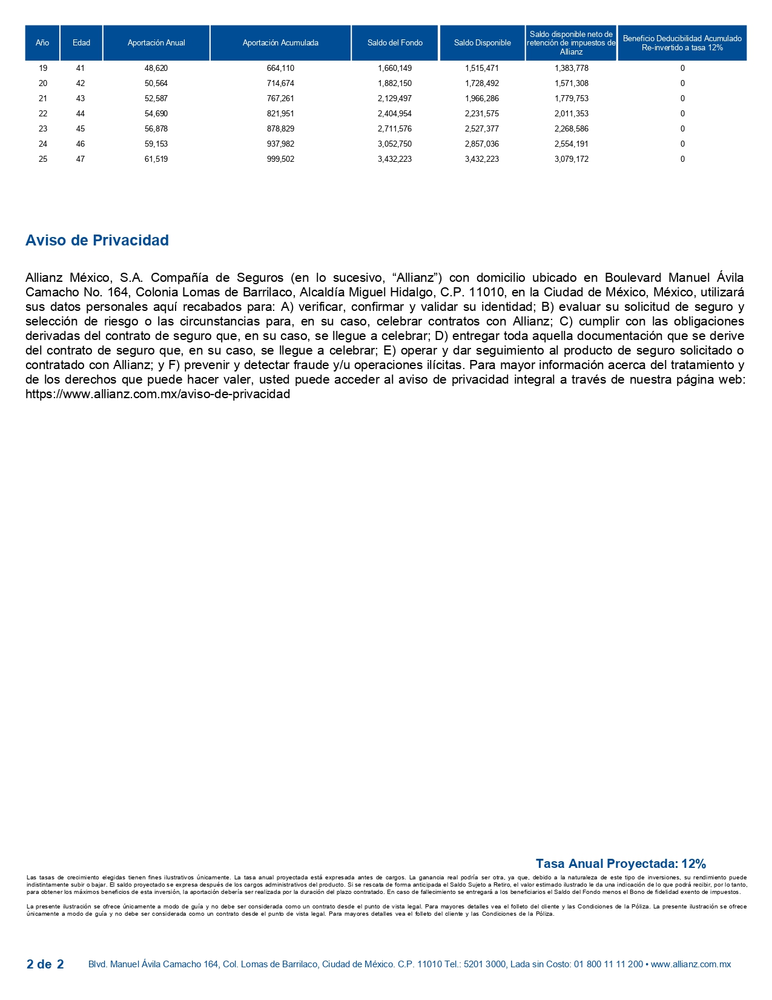 Año Edad Aportación Anual Aportación Acumulada Saldo del Fondo Saldo Disponible Saldo disponible neto de retención de impuestos de Allianz Beneficio Deducibilidad Acumulado Re-invertido a tasa 12%
19 41 48,620 664,110 1,660,149 1,515,471 1,383,778 0
20 42 50,564 714,674 1,882,150 1,728,492 1,571,308 0
21 43 52,587 767,261 2,129,497 1,966,286 1,779,753 0
22 44 54,690 821,951 2,404,954 2,231,575 2,011,353 0
23 45 56,878 878,829 2,711,576 2,527,377 2,268,586 0
24 46 59,153 937,982 3,052,750 2,857,036 2,554,191 0
25 47 61,519 999,502 3,432,223 3,432,223 3,079,172 0
Aviso de Privacidad
Allianz México, S.A. Compañía de Seguros (en lo sucesivo, “Allianz”) con domicilio ubicado en Boulevard Manuel Ávila
Camacho No. 164, Colonia Lomas de Barrilaco, Alcaldía Miguel Hidalgo, C.P. 11010, en la Ciudad de México, México, utilizará
sus datos personales aquí recabados para: A) verificar, confirmar y validar su identidad; B) evaluar su solicitud de seguro y
selección de riesgo o las circunstancias para, en su caso, celebrar contratos con Allianz; C) cumplir con las obligaciones
derivadas del contrato de seguro que, en su caso, se llegue a celebrar; D) entregar toda aquella documentación que se derive
del contrato de seguro que, en su caso, se llegue a celebrar; E) operar y dar seguimiento al producto de seguro solicitado o
contratado con Allianz; y F) prevenir y detectar fraude y/u operaciones ilícitas. Para mayor información acerca del tratamiento y
de los derechos que puede hacer valer, usted puede acceder al aviso de privacidad integral a través de nuestra página web:
https://www.allianz.com.mx/aviso-de-privacidad
Tasa Anual Proyectada: 12%
Las tasas de crecimiento elegidas tienen fines ilustrativos únicamente. La tasa anual proyectada está expresada antes de cargos. La ganancia real podría ser otra, ya que, debido a la naturaleza de este tipo de inversiones, su rendimiento puede
indistintamente subir o bajar. El saldo proyectado se expresa después de los cargos administrativos del producto. Si se rescata de forma anticipada el Saldo Sujeto a Retiro, el valor estimado ilustrado le da una indicación de lo que podrá recibir, por lo tanto,
para obtener los máximos beneficios de esta inversión, la aportación debería ser realizada por la duración del plazo contratado. En caso de fallecimiento se entregará a los beneficiarios el Saldo del Fondo menos el Bono de fidelidad exento de impuestos.
La presente ilustración se ofrece únicamente a modo de guía y no debe ser considerada como un contrato desde el punto de vista legal. Para mayores detalles vea el folleto del cliente y las Condiciones de la Póliza. La presente ilustración se ofrece
únicamente a modo de guía y no debe ser considerada como un contrato desde el punto de vista legal. Para mayores detalles vea el folleto del cliente y las Condiciones de la Póliza.
2 de 2 Blvd. Manuel Ávila Camacho 164, Col. Lomas de Barrilaco, Ciudad de México. C.P. 11010 Tel.: 5201 3000, Lada sin Costo: 01 800 11 11 200 • www.allianz.com.mx